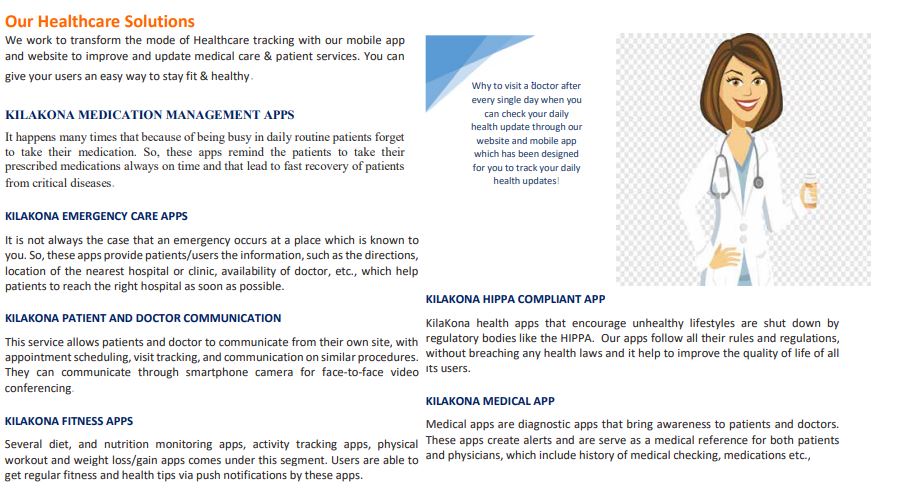 Our Healthcare Solutions
We work to transform the mode of Healthcare tracking with our mobile app
and website to improve and update medical care & patient services. You can
give your users an easy way to stay fit & healthy.
KILAKONA MEDICATION MANAGEMENT APPS
It happens many times that because of being busy in daily routine patients forget
to take their medication. So, these apps remind the patients to take their
prescribed medications always on time and that lead to fast recovery of patients
from critical diseases.
KILAKONA EMERGENCY CARE APPS
It is not always the case that an emergency occurs at a place which is known to
you. So, these apps provide patients/users the information, such as the directions,
location of the nearest hospital or clinic, availability of doctor, etc., which help
patients to reach the right hospital as soon as possible.
KILAKONA PATIENT AND DOCTOR COMMUNICATION
This service allows patients and doctor to communicate from their own site, with
appointment scheduling, visit tracking, and communication on similar procedures.
They can communicate through smartphone camera for face-to-face video
conferencing.
KILAKONA FITNESS APPS
Several diet, and nutrition monitoring apps, activity tracking apps, physical
workout and weight loss/gain apps comes under this segment. Users are able to
get regular fitness and health tips via push notifications by these apps.
Why to visit a Doctor after
every single day when you
can check your daily
health update through our
website and mobile app
which has been designed
for you to track your daily
health updates!
KILAKONA HIPPA COMPLIANT APP
KilaKona health apps that encourage unhealthy lifestyles are shut down by
regulatory bodies like the HIPPA. Our apps follow all their rules and regulations,
without breaching any health laws and it help to improve the quality of life of all
its users.
KILAKONA MEDICAL APP
Medical apps are diagnostic apps that bring awareness to patients and doctors.
These apps create alerts and are serve as a medical reference for both patients
and physicians, which include history of medical checking, medications etc.,